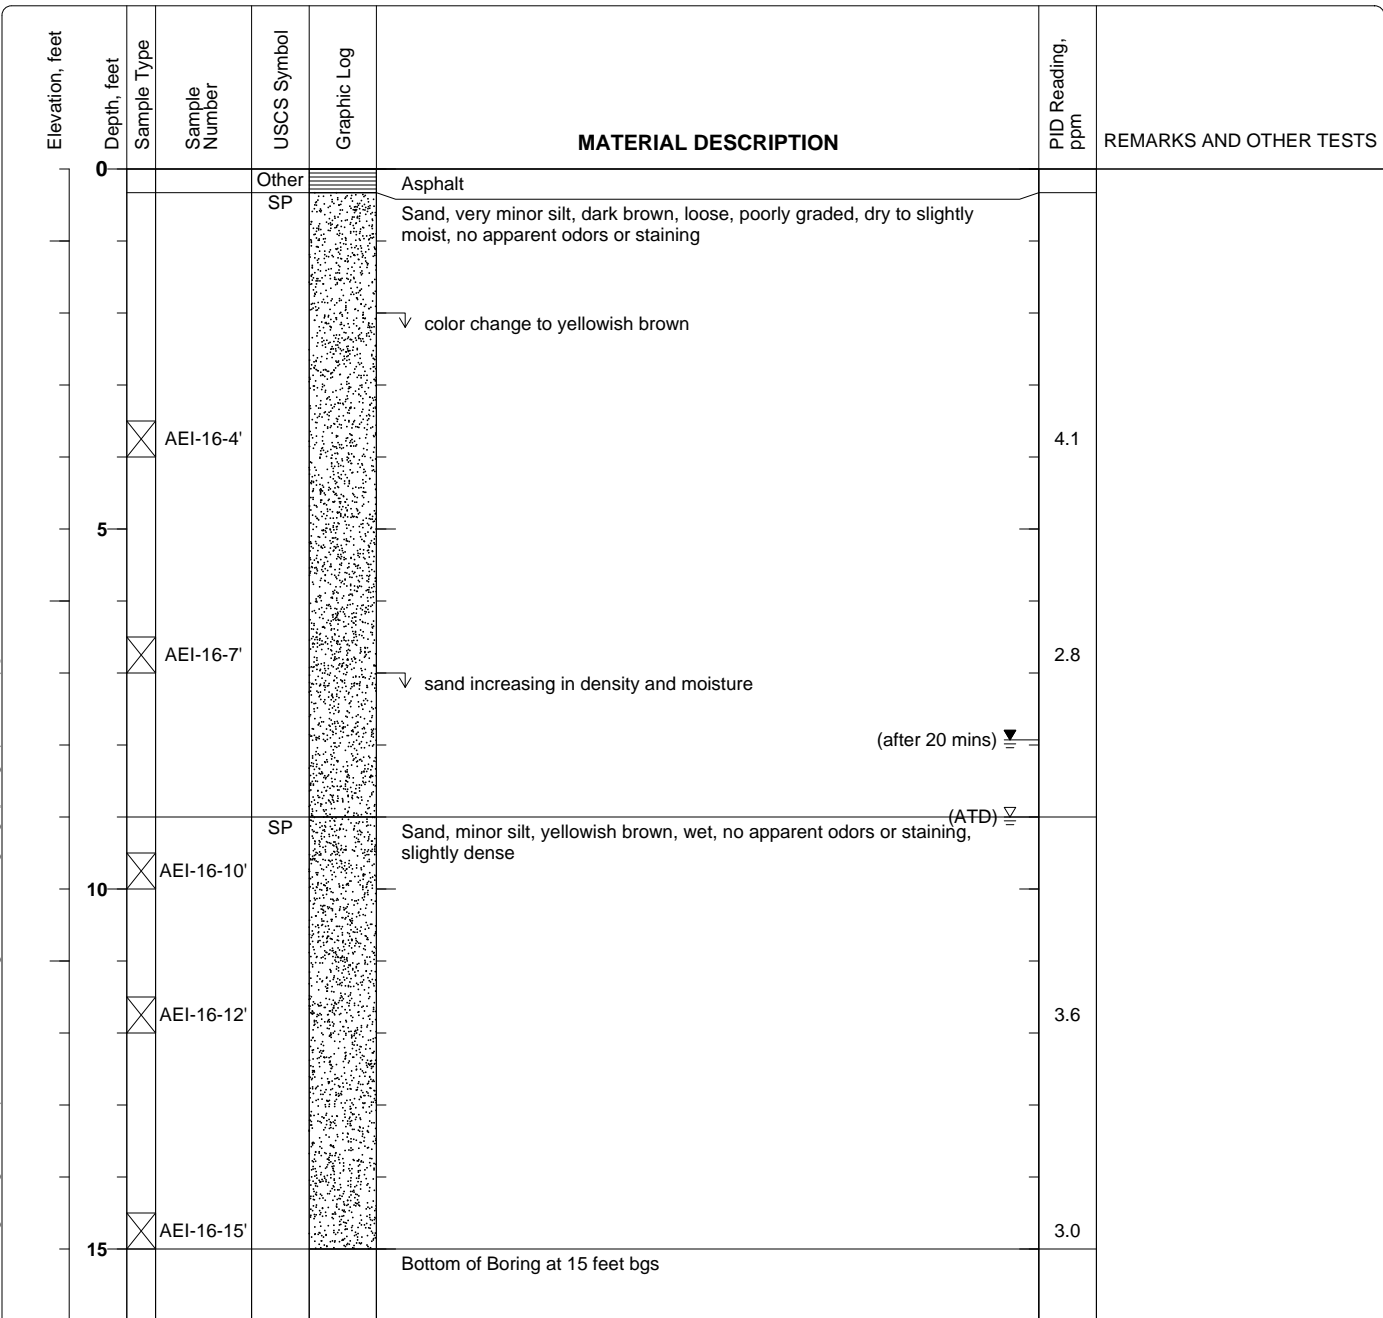 Elevation, feet
Depth, feet
Sample Type
Sample
Number
USCS Symbol
Graphic Log
MATERIAL DESCRIPTION
PID Reading,
ppm
REMARKS AND OTHER TESTS
0
Other
Asphalt
SP
Sand, very minor silt, dark brown, loose, poorly graded, dry to slightly
moist, no apparent odors or staining
color change to yellowish brown
AEI-16-4'
4.1
5
AEI-16-7'
2.8
sand increasing in density and moisture
(after 20 mins)
(ATD)
SP
Sand, minor silt, yellowish brown, wet, no apparent odors or staining,
slightly dense
AEI-16-10'
10
AEI-16-12'
3.6
AEI-16-15'
3.0
15
Bottom of Boring at 15 feet bgs